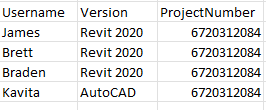 Username Version ProjectNumber
James Revit 2020 6720312084
Brett Revit 2020 6720312084
Braden Revit 2020 6720312084
Kavita AutoCAD 6720312084